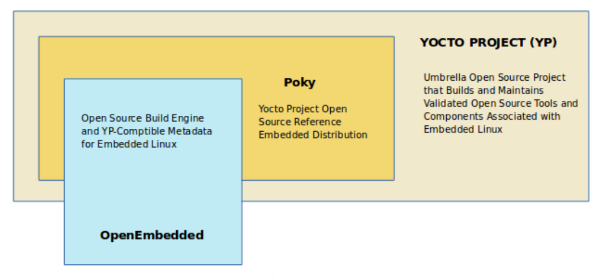 YOCTO PROJECT (YP)
Umbrella Open Source Project
that Builds and Maintains
Validated Open Source Tools and
Components Associated with
Embedded Linux
Poky
Yocto Project Open
Source Reference
Embedded Distribution
Open Source Build Engine
and YP-Comptible Metadata
for Embedded Linux
OpenEmbedded